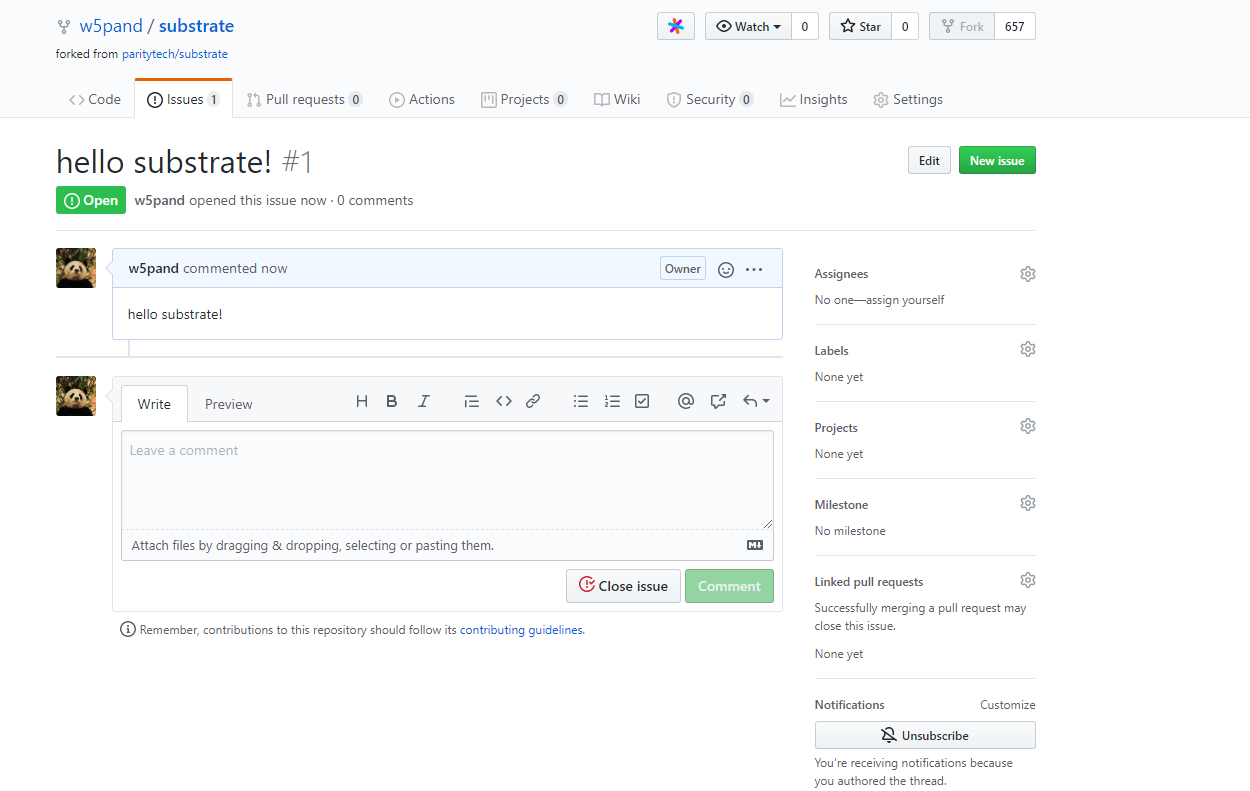 w5pand / substrate
Watch 0 Star 0 Fork 657
forked from paritytech/substrate
Code Issues 1 Pull requests 0 Actions Projects 0 Wiki Security 0 Insights Settings
hello substrate! #1
Edit New issue
Open w5pand opened this issue now · 0 comments
w5pand commented now Owner
hello substrate!
Write Preview
Leave a comment
Attach files by dragging & dropping, selecting or pasting them.
Close issue Comment
Remember, contributions to this repository should follow its contributing guidelines.
Assignees
No one—assign yourself
Labels
None yet
Projects
None yet
Milestone
No milestone
Linked pull requests
Successfully merging a pull request may
close this issue.
None yet
Notifications Customize
Unsubscribe
You're receiving notifications because
you authored the thread.